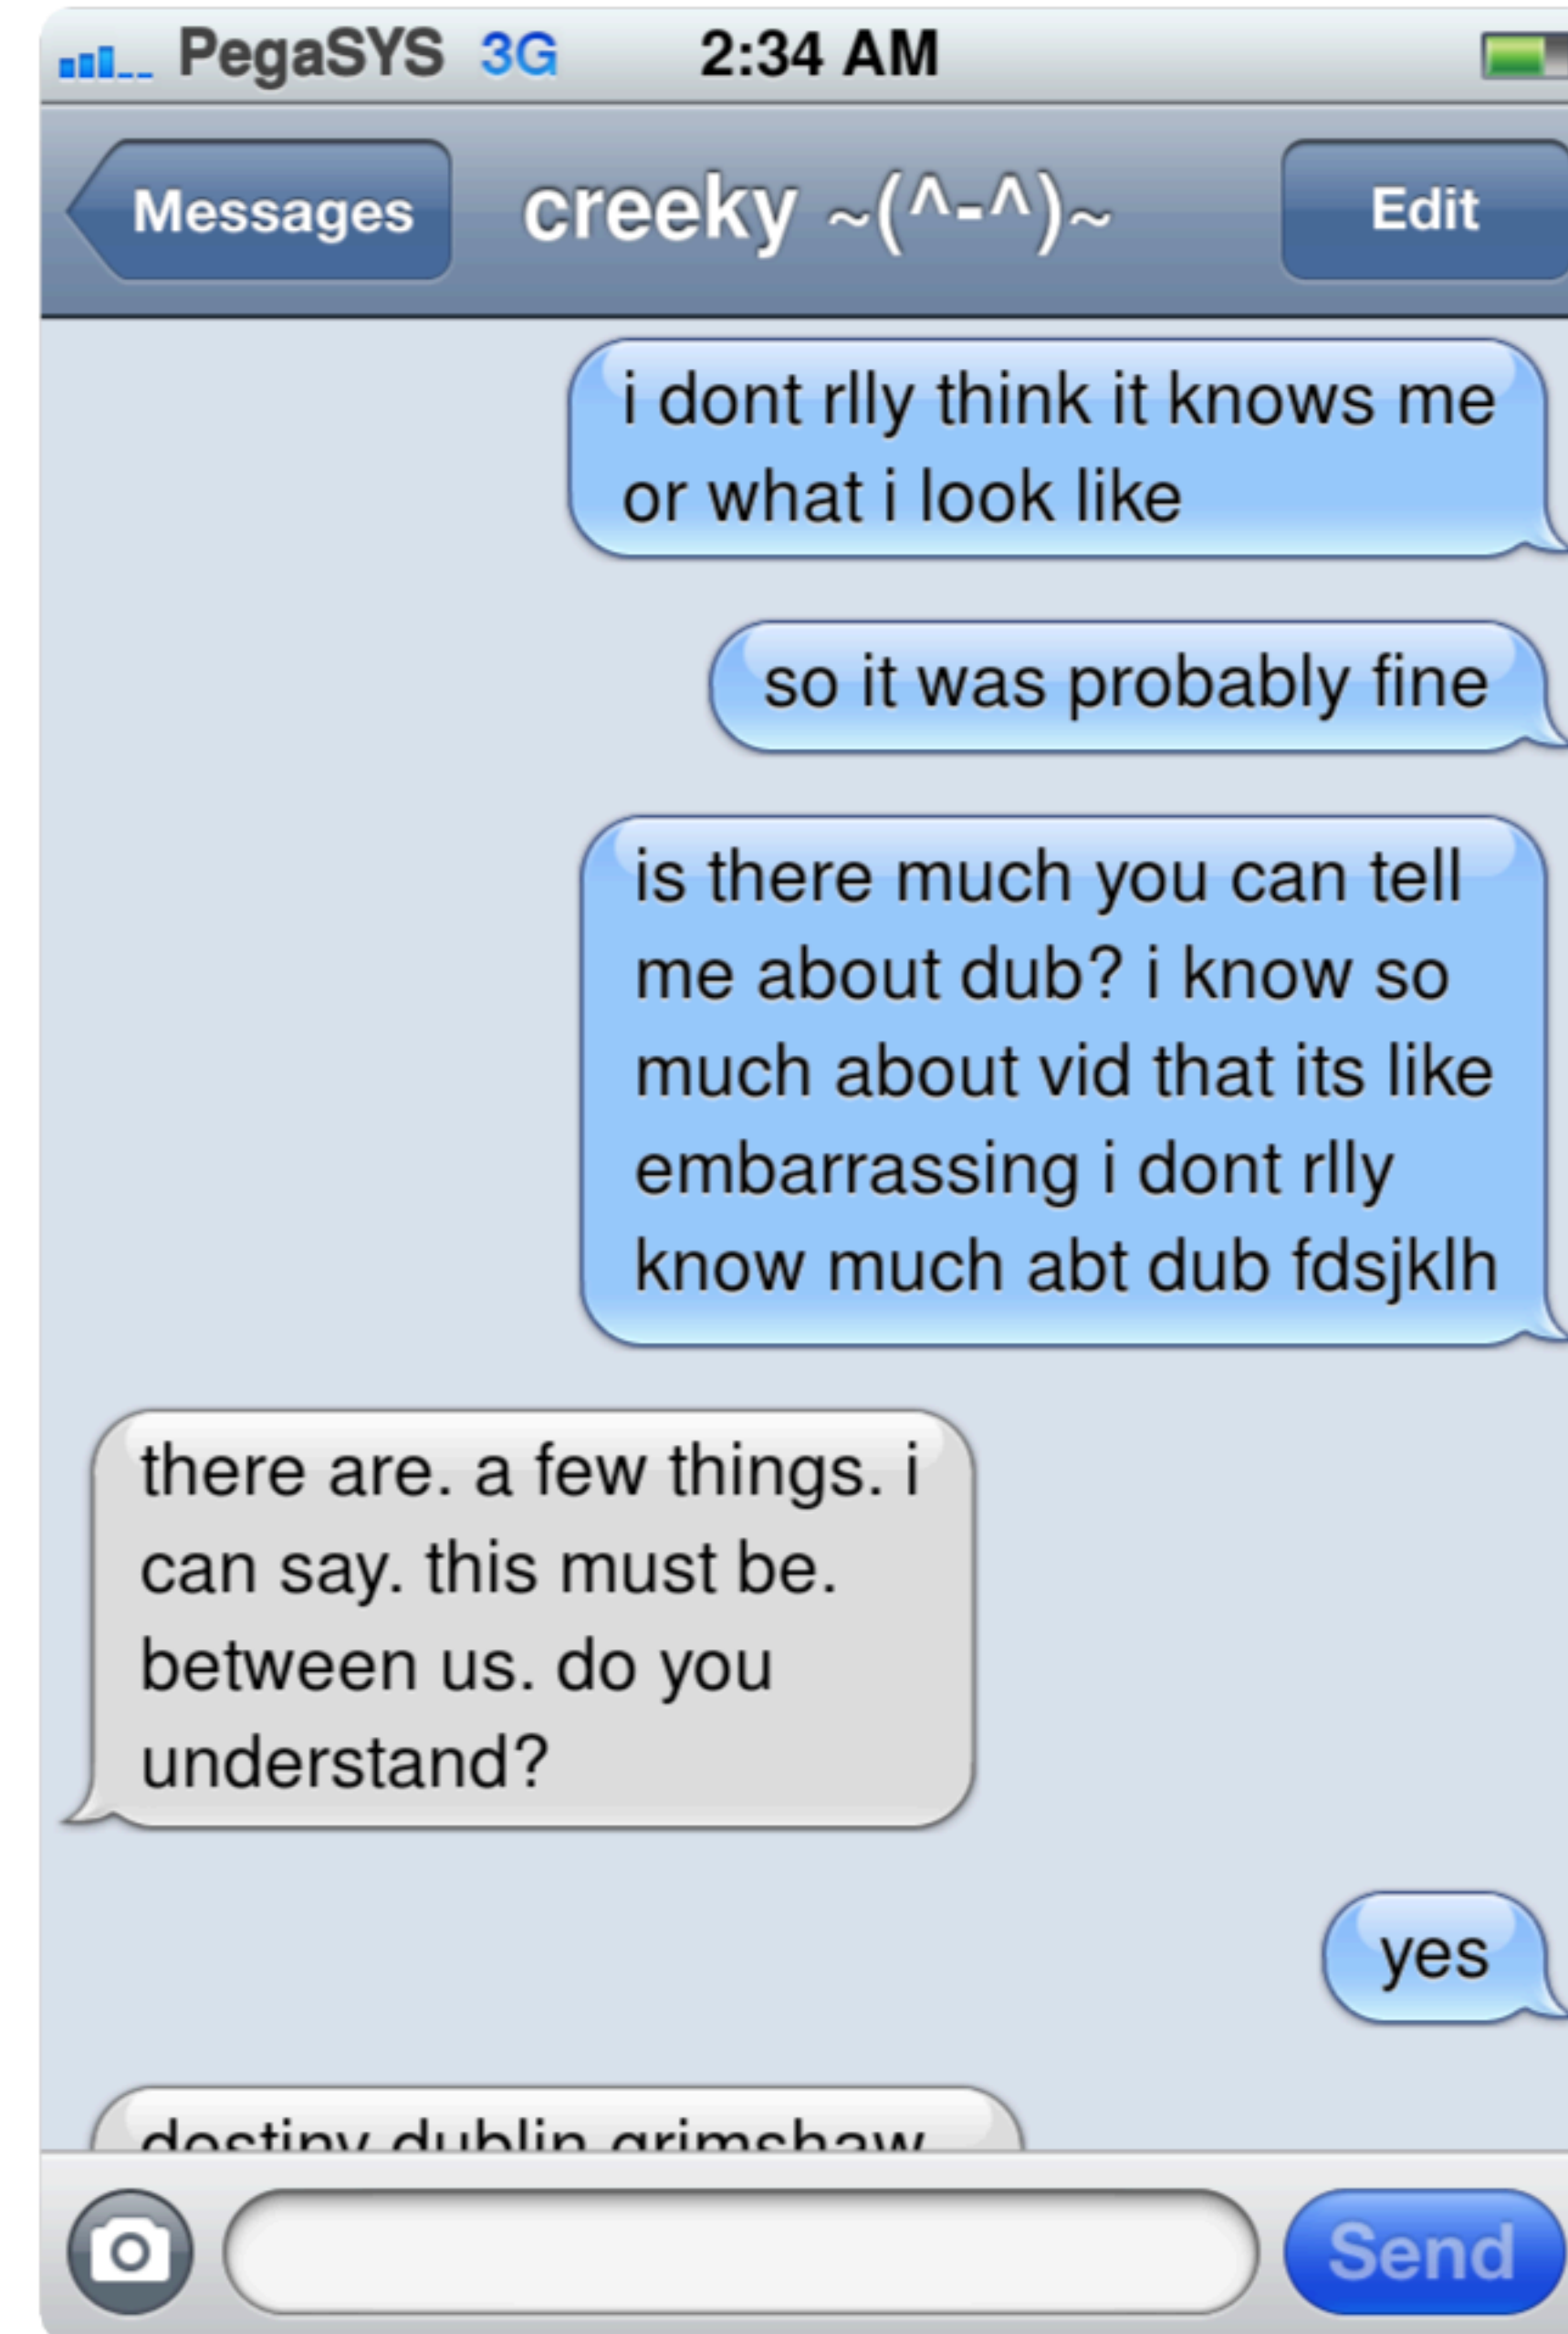 PegaSYS 3G 2:34 AM
Messages creeky ~(^-^)~ Edit
i dont rlly think it knows me
or what i look like
so it was probably fine
is there much you can tell
me about dub? i know so
much about vid that its like
embarrassing i dont rlly
know much abt dub fdsjklh
there are. a few things. i
can say. this must be.
between us. do you
understand?
yes
destiny dublin grimshaw
Send